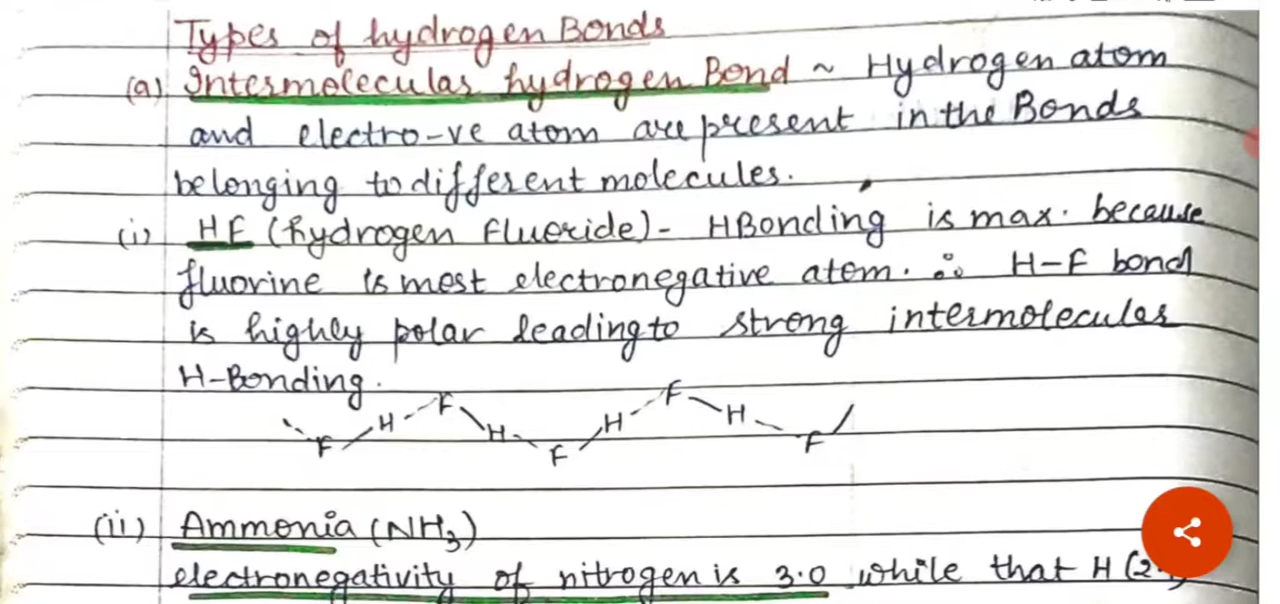 Types of hydrogen Bonds
(a) Intermolecular hydrogen Bond ~ Hydrogen atom
and electro-ve atom are present in the Bonds
belonging to different molecules.
(i) HF (hydrogen fluoride) - HBonding is max. because
fluorine is most electronegative atom. ∴ H-F bond
is highly polar leading to strong intermolecular
H-Bonding.
F H F H F H F H F
(ii) Ammonia (NH3)
electronegativity of nitrogen is 3.0 while that H